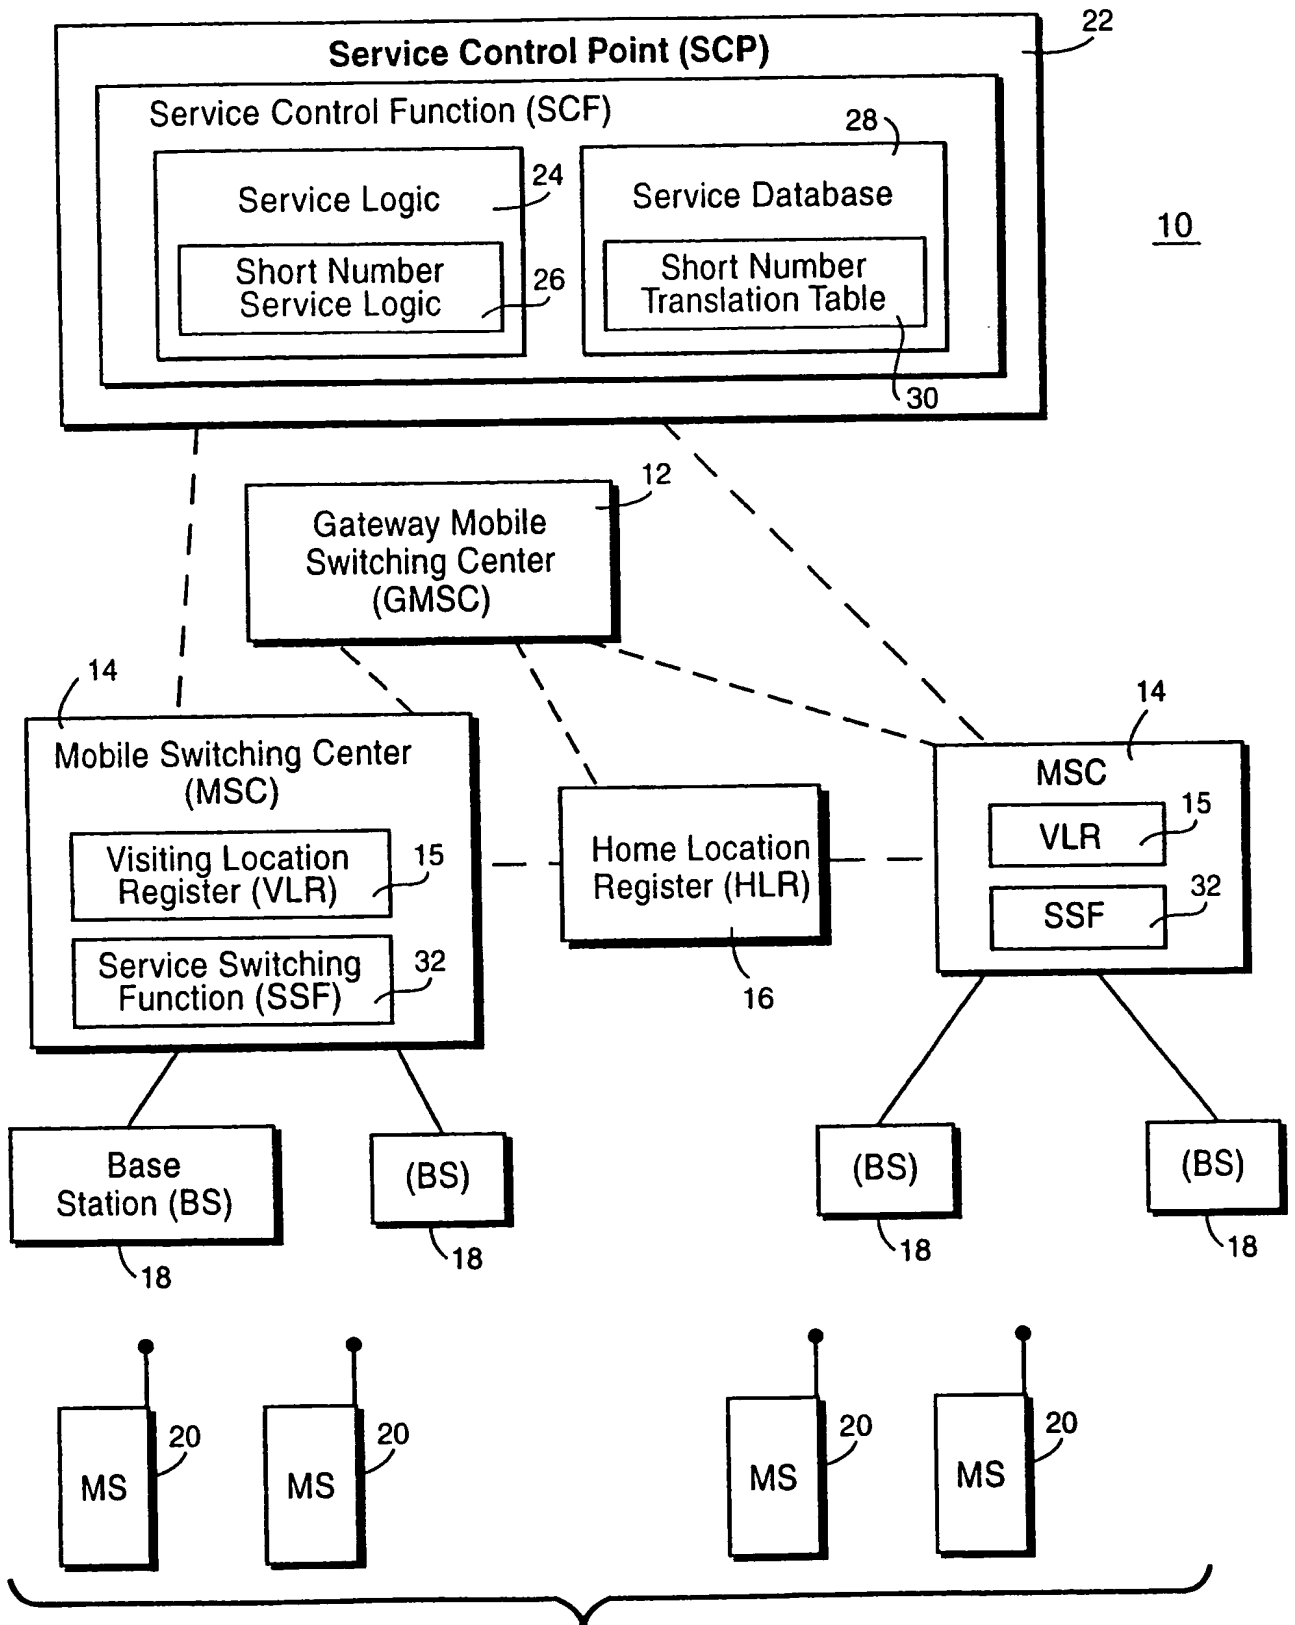 22
Service Control Point (SCP)
Service Control Function (SCF)
28
24
Service Logic
Service Database
10
Short Number
Service Logic
26
Short Number
Translation Table
30
12
Gateway Mobile
Switching Center
(GMSC)
14
Mobile Switching Center
(MSC)
14
MSC
Visiting Location
Register (VLR)
15
Home Location
Register (HLR)
15
VLR
Service Switching
Function (SSF)
32
16
32
SSF
Base
Station (BS)
18
(BS)
18
(BS)
18
(BS)
18
MS
20
MS
20
MS
20
MS
20